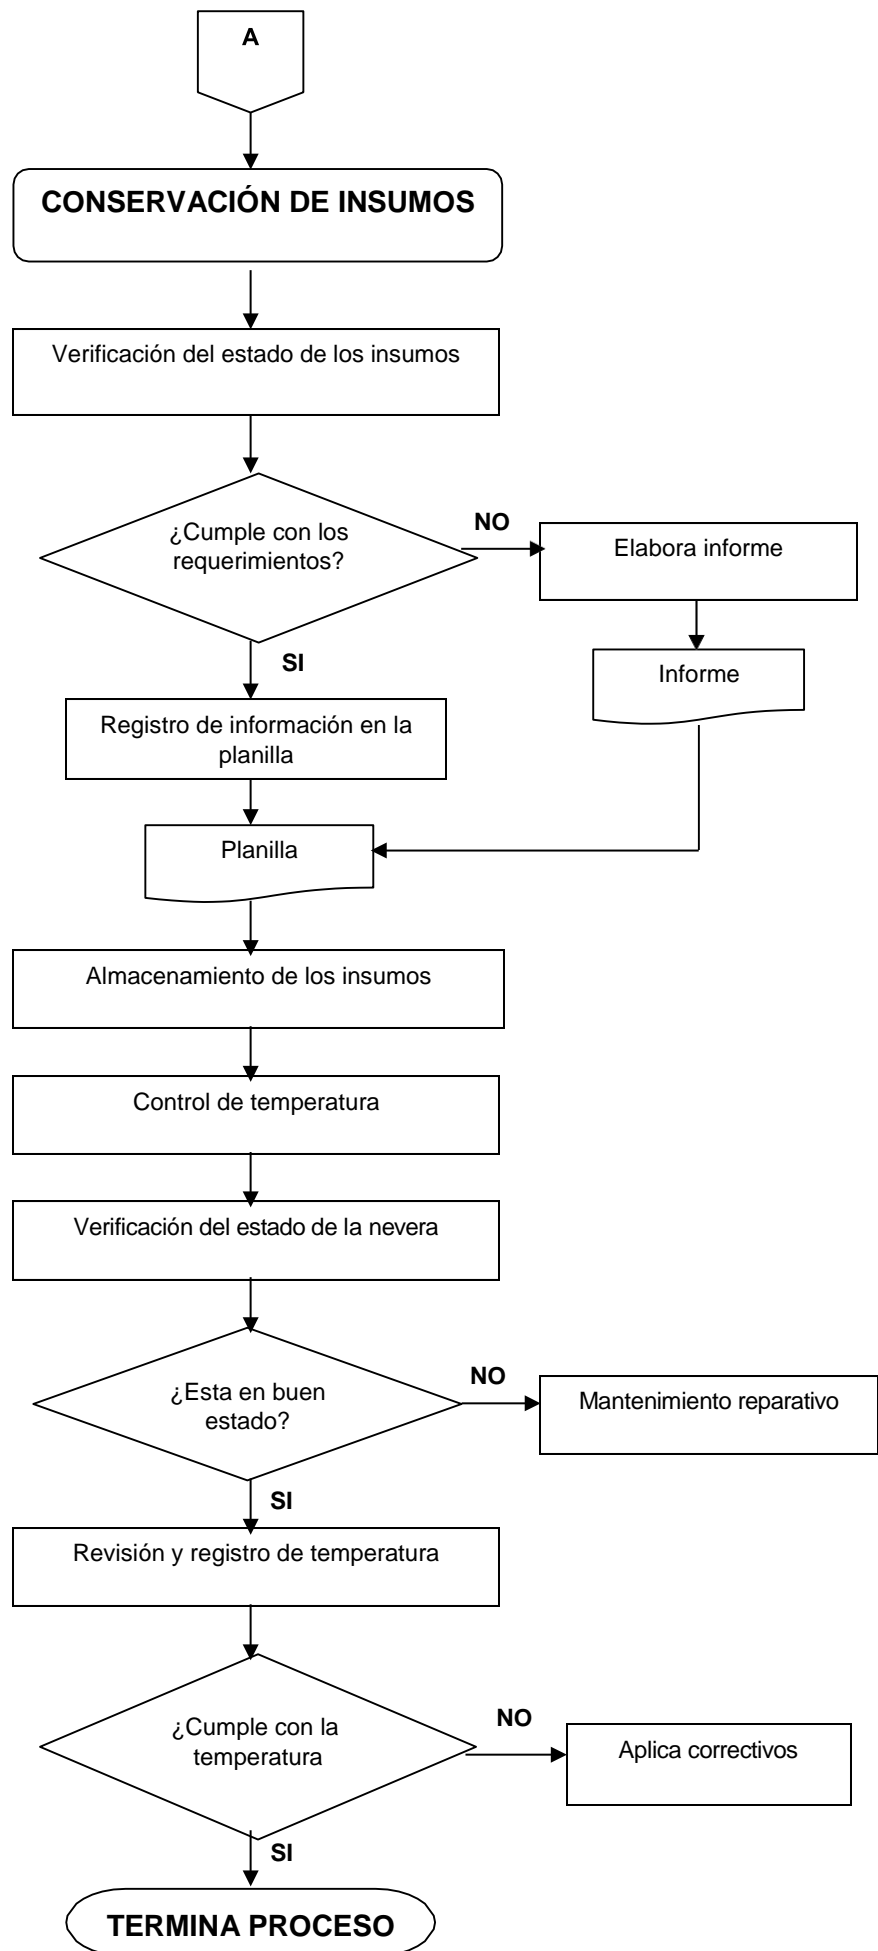 A
CONSERVACIÓN DE INSUMOS
Verificación del estado de los insumos
¿Cumple con los
requerimientos?
NO
Elabora informe
SI
Informe
Registro de información en la
planilla
Planilla
Almacenamiento de los insumos
Control de temperatura
Verificación del estado de la nevera
¿Esta en buen
estado?
NO
Mantenimiento reparativo
SI
Revisión y registro de temperatura
¿Cumple con la
temperatura
NO
Aplica correctivos
SI
TERMINA PROCESO